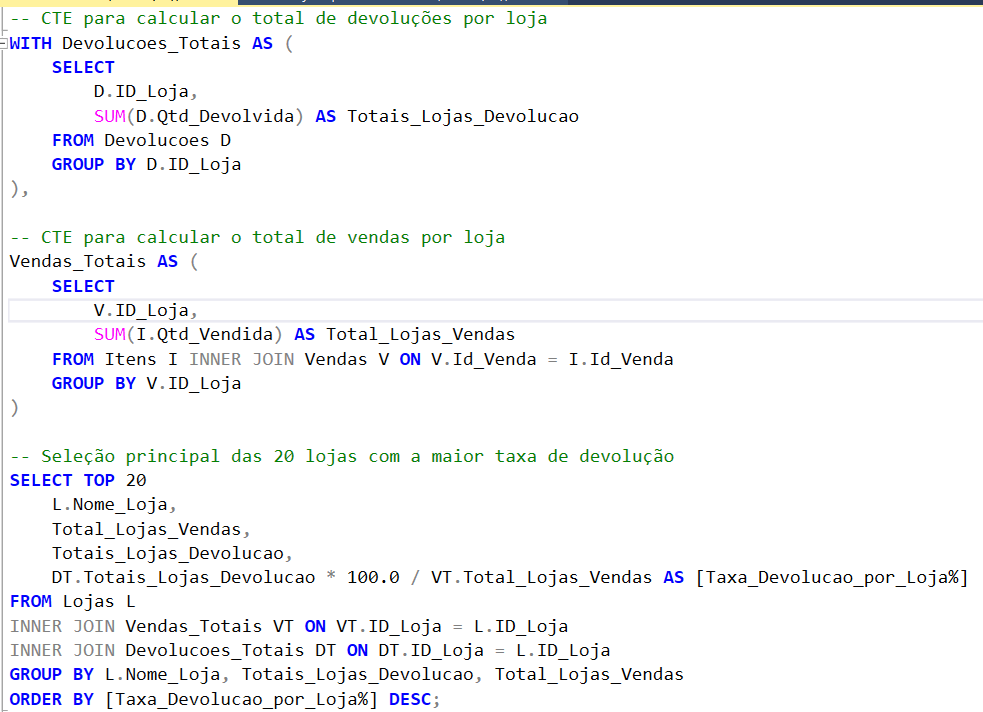 -- CTE para calcular o total de devoluções por loja
WITH Devolucoes_Totais AS (
    SELECT
        D.ID_Loja,
        SUM(D.Qtd_Devolvida) AS Totais_Lojas_Devolucao
    FROM Devolucoes D
    GROUP BY D.ID_Loja
),

-- CTE para calcular o total de vendas por loja
Vendas_Totais AS (
    SELECT
        V.ID_Loja,
        SUM(I.Qtd_Vendida) AS Total_Lojas_Vendas
    FROM Itens I INNER JOIN Vendas V ON V.Id_Venda = I.Id_Venda
    GROUP BY V.ID_Loja
)

-- Seleção principal das 20 lojas com a maior taxa de devolução
SELECT TOP 20
    L.Nome_Loja,
    Total_Lojas_Vendas,
    Totais_Lojas_Devolucao,
    DT.Totais_Lojas_Devolucao * 100.0 / VT.Total_Lojas_Vendas AS [Taxa_Devolucao_por_Loja%]
FROM Lojas L
INNER JOIN Vendas_Totais VT ON VT.ID_Loja = L.ID_Loja
INNER JOIN Devolucoes_Totais DT ON DT.ID_Loja = L.ID_Loja
GROUP BY L.Nome_Loja, Totais_Lojas_Devolucao, Total_Lojas_Vendas
ORDER BY [Taxa_Devolucao_por_Loja%] DESC;